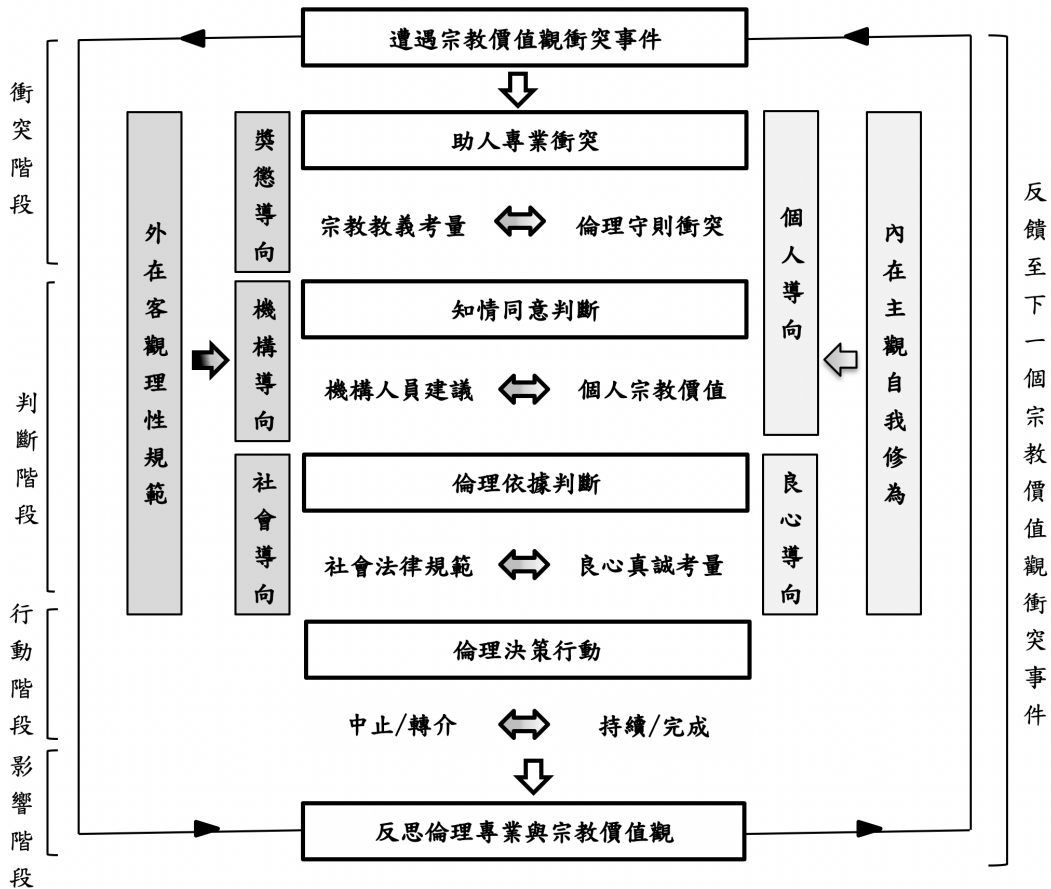 遭遇宗教價值觀衝突事件
衝突階段
獎懲導向
助人專業衝突
宗教教義考量
倫理守則衝突
個人導向
外在客觀理性規範
內在主觀自我修為
反饋至下一個宗教價值觀衝突事件
判斷階段
機構導向
知情同意判斷
機構人員建議
個人宗教價值
社會導向
倫理依據判斷
良心導向
社會法律規範
良心真誠考量
行動階段
倫理決策行動
中止/轉介
持續/完成
影響階段
反思倫理專業與宗教價值觀